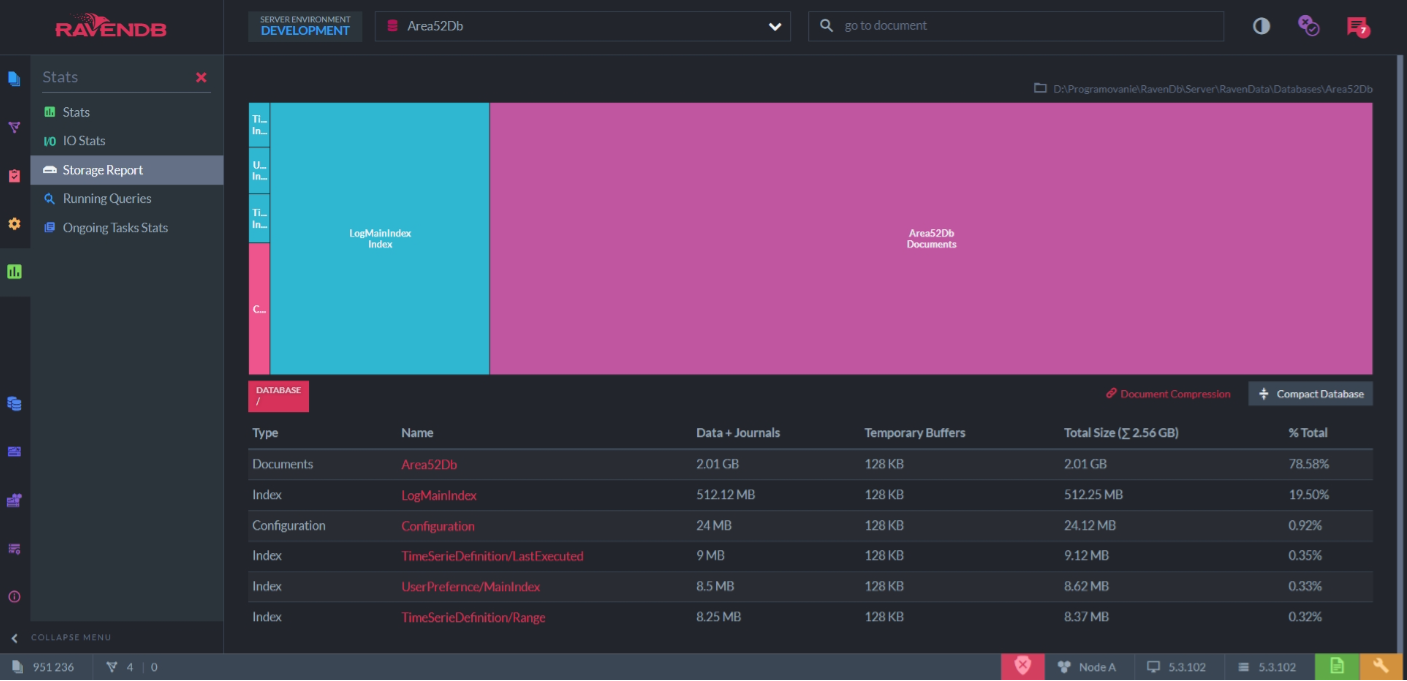 RAVENDB
SERVER ENVIRONMENT
DEVELOPMENT
Area52Db
go to document
7
Stats
Stats
I/O IO Stats
Storage Report
Running Queries
Ongoing Tasks Stats
COLLAPSE MENU
D:\Programovanie\RavenDb\Server\RavenData\Databases\Area52Db
Ti...
In...
U...
In...
Ti...
In...
C...
LogMainIndex
Index
Area52Db
Documents
DATABASE
/
Document Compression
Compact Database
Type Name Data + Journals Temporary Buffers Total Size (∑ 2.56 GB) % Total
Documents Area52Db 2.01 GB 128 KB 2.01 GB 78.58%
Index LogMainIndex 512.12 MB 128 KB 512.25 MB 19.50%
Configuration Configuration 24 MB 128 KB 24.12 MB 0.92%
Index TimeSerieDefinition/LastExecuted 9 MB 128 KB 9.12 MB 0.35%
Index UserPrefernce/MainIndex 8.5 MB 128 KB 8.62 MB 0.33%
Index TimeSerieDefinition/Range 8.25 MB 128 KB 8.37 MB 0.32%
951 236 4 | 0 Node A 5.3.102 5.3.102